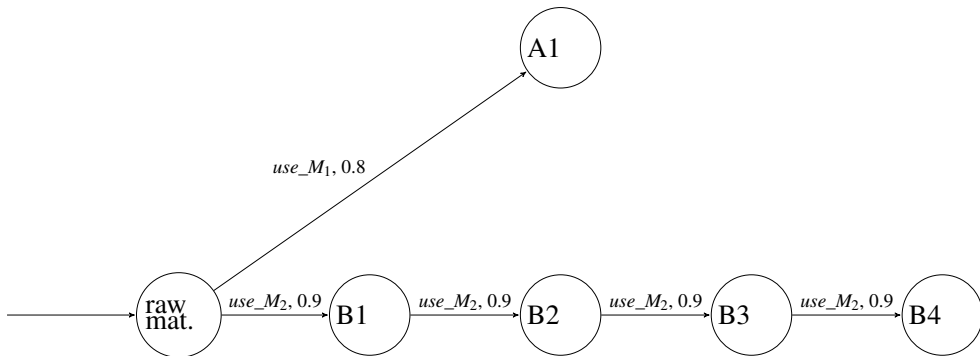 A1
use_M₁, 0.8
raw
mat.
use_M₂, 0.9
B1
use_M₂, 0.9
B2
use_M₂, 0.9
B3
use_M₂, 0.9
B4